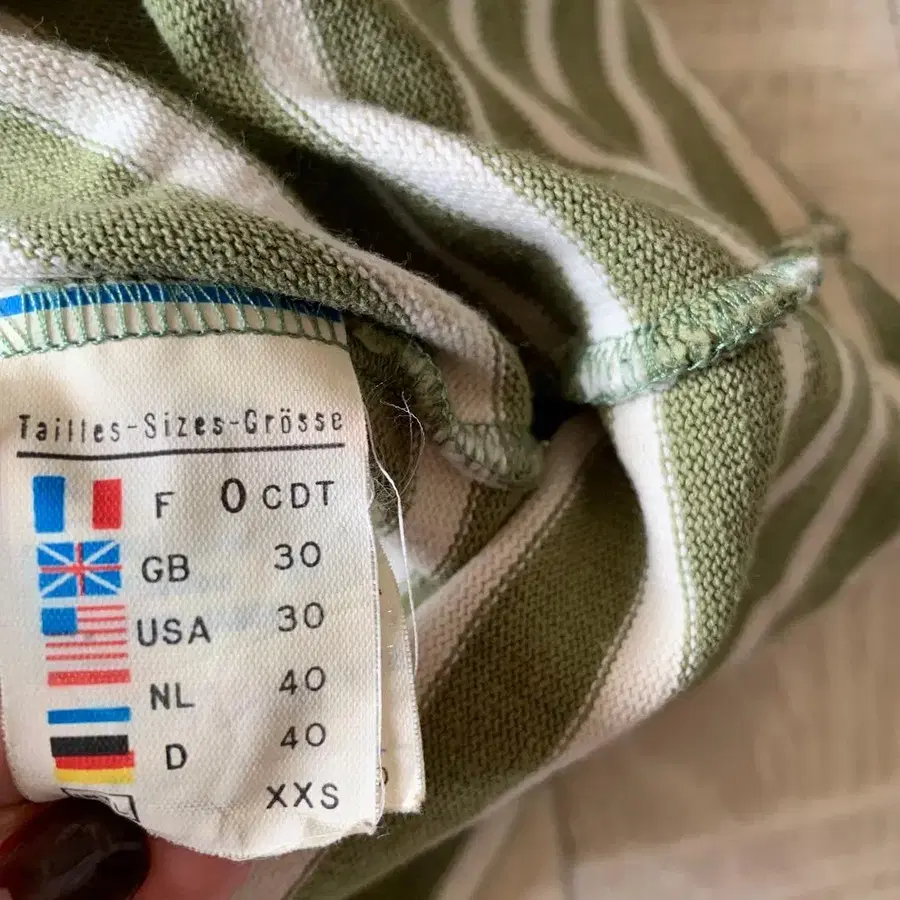 Tailles-Sizes-Grösse
F 0 CDT
GB 30
USA 30
NL 40
D 40
XXS